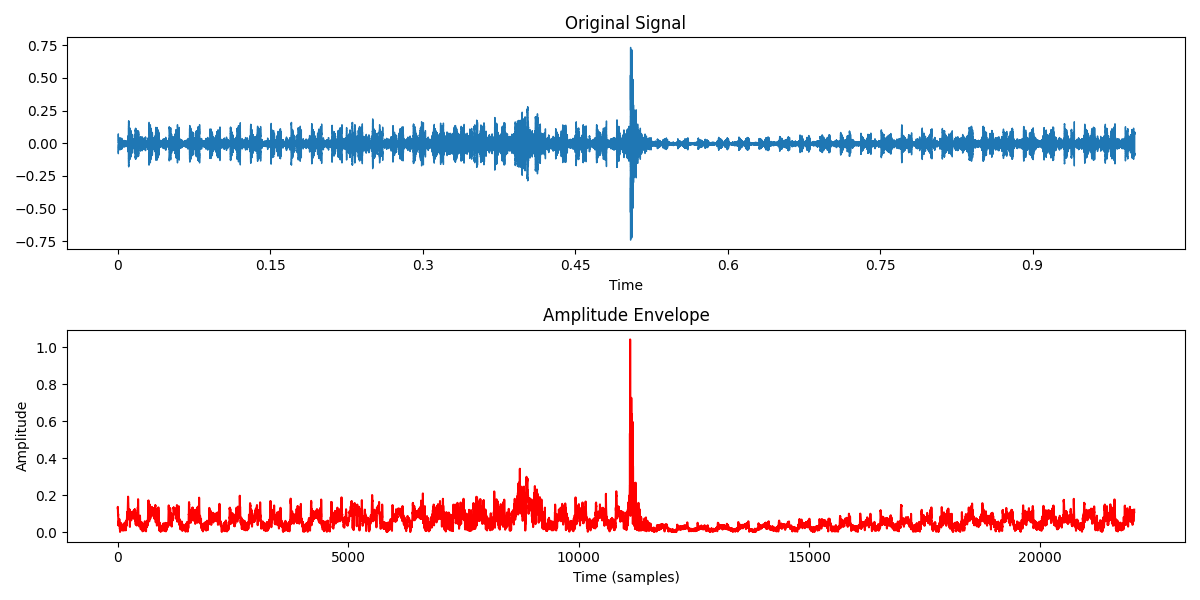 Original Signal
0.75
0.50
0.25
0.00
−0.25
−0.50
−0.75
0 0.15 0.3 0.45 0.6 0.75 0.9
Time
Amplitude Envelope
Amplitude
1.0
0.8
0.6
0.4
0.2
0.0
0 5000 10000 15000 20000
Time (samples)